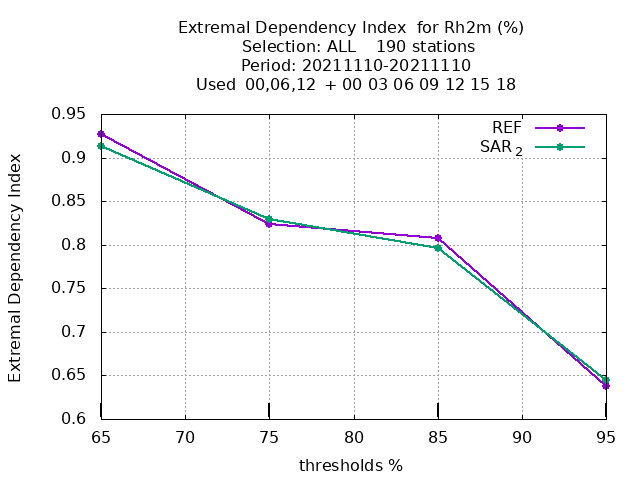 Extremal Dependency Index for Rh2m (%)
Selection: ALL 190 stations
Period: 20211110-20211110
Used 00,06,12 + 00 03 06 09 12 15 18
REF
SAR 2
Extremal Dependency Index
0.95
0.9
0.85
0.8
0.75
0.7
0.65
0.6
65 70 75 80 85 90 95
thresholds %